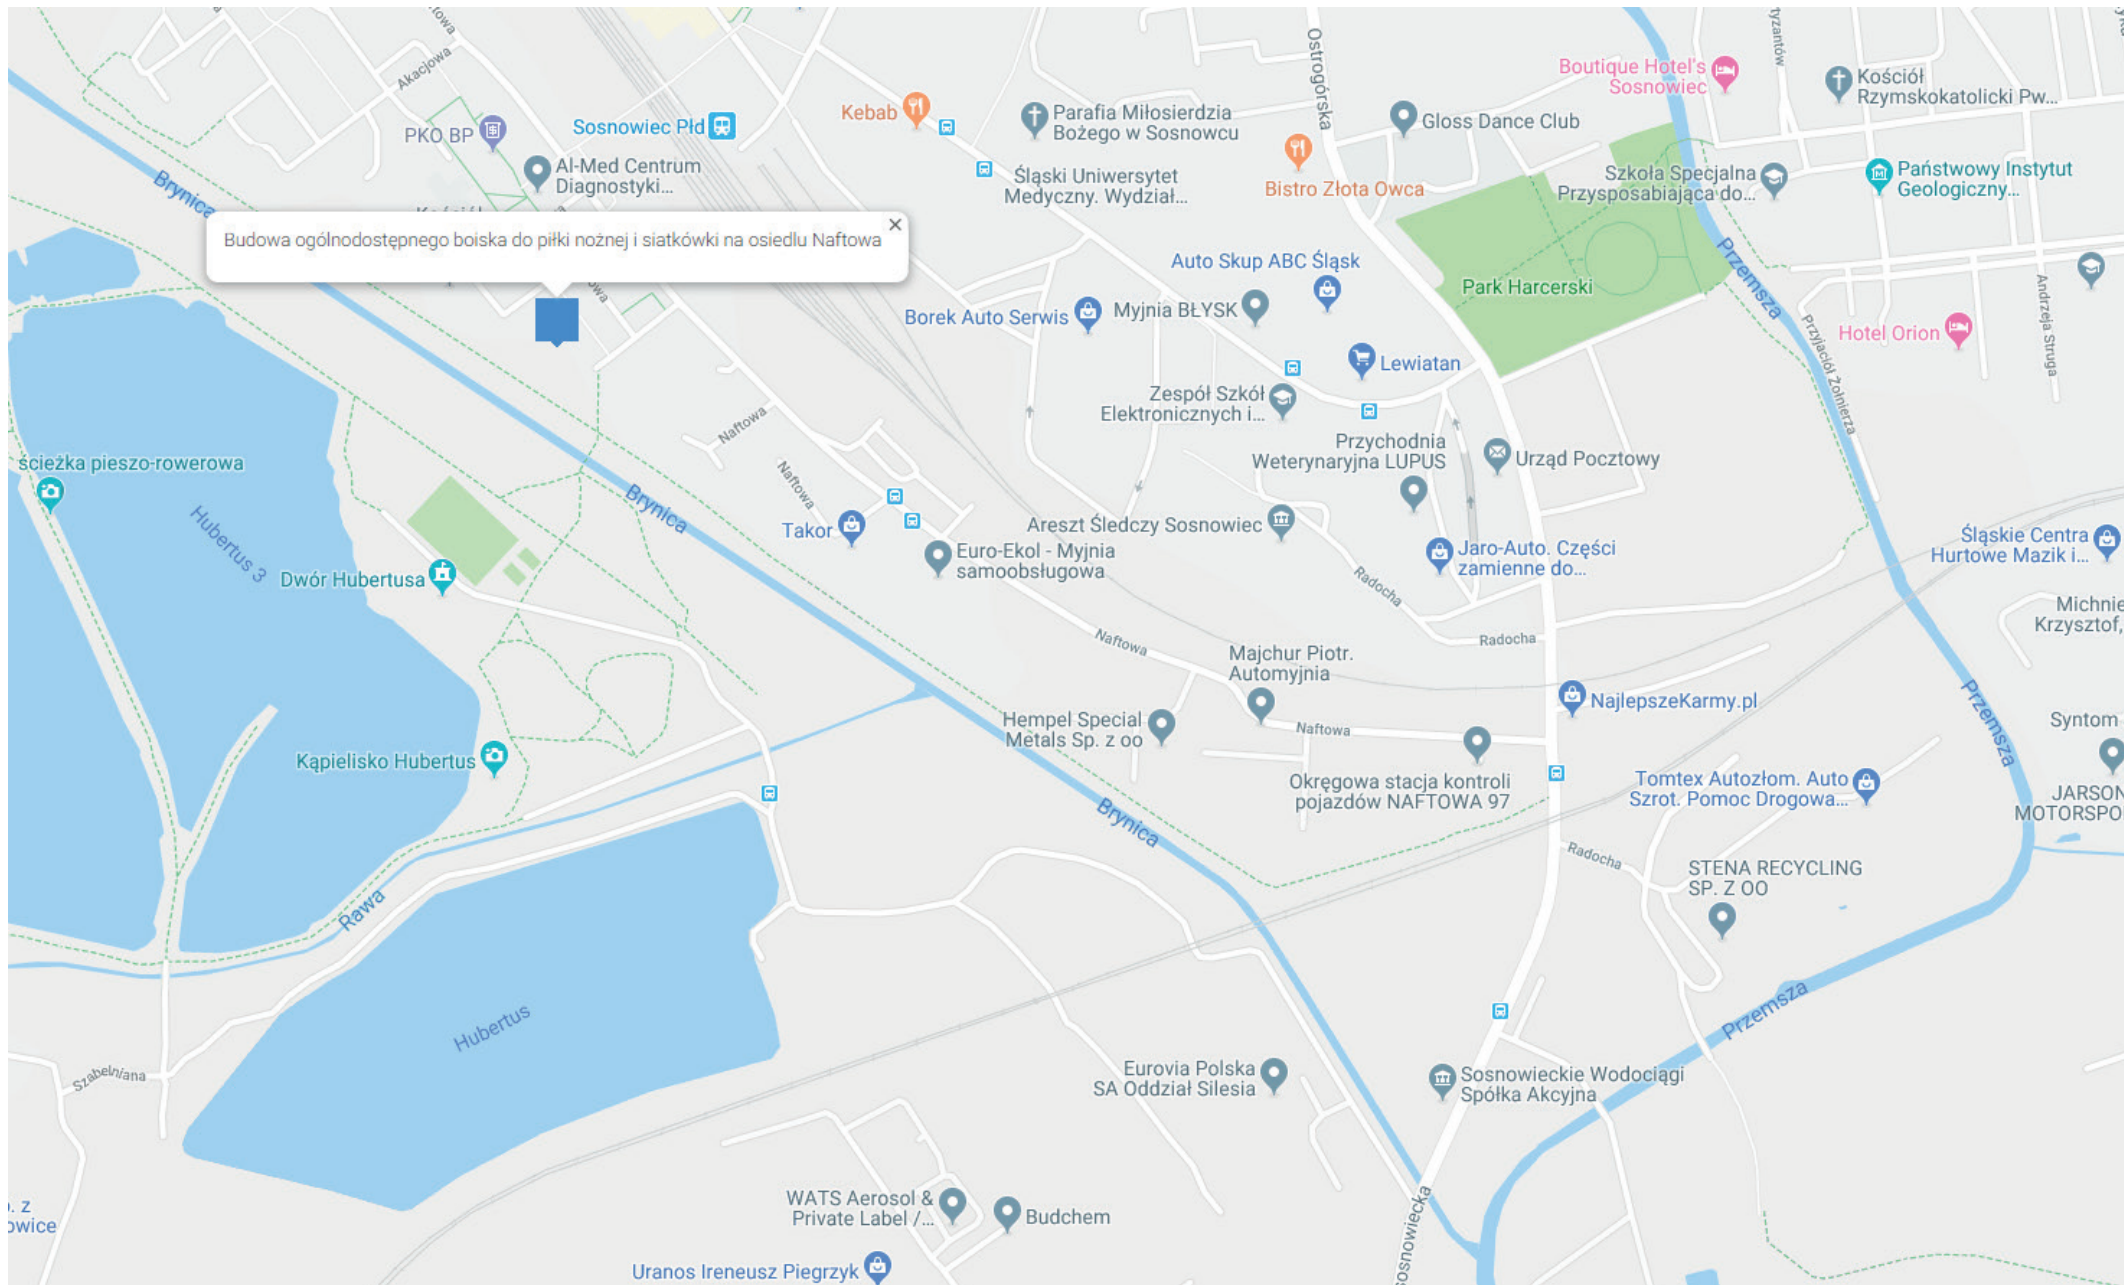 Akacjowa
PKO BP
Sosnowiec Płd
Al-Med Centrum
Diagnostyki...
Kebab
Parafia Miłosierdzia
Bożego w Sosnowcu
Śląski Uniwersytet
Medyczny. Wydział...
Ostrogórska
Gloss Dance Club
Bistro Złota Owca
Boutique Hotel's
Sosnowiec
Kościół
Rzymskokatolicki Pw...
Szkoła Specjalna
Przysposabiająca do...
Państwowy Instytut
Geologiczny...
Brynica
Budowa ogólnodostępnego boiska do piłki nożnej i siatkówki na osiedlu Naftowa
Auto Skup ABC Śląsk
Park Harcerski
Przemsza
Borek Auto Serwis
Myjnia BŁYSK
Hotel Orion
Andrzeja Struga
Przyjaciół Żołnierza
Lewiatan
Zespół Szkół
Elektronicznych i...
Naftowa
Przychodnia
Weterynaryjna LUPUS
Urząd Pocztowy
ścieżka pieszo-rowerowa
Hubertus 3
Brynica
Naftowa
Takor
Areszt Śledczy Sosnowiec
Euro-Ekol - Myjnia
samoobsługowa
Jaro-Auto. Części
zamienne do...
Śląskie Centra
Hurtowe Mazik i...
Dwór Hubertusa
Radocha
Radocha
Michnie
Krzysztof,
Naftowa
Majchur Piotr.
Automyjnia
NajlepszeKarmy.pl
Przemsza
Hempel Special
Metals Sp. z oo
Naftowa
Syntom
Kąpielisko Hubertus
Okręgowa stacja kontroli
pojazdów NAFTOWA 97
Tomtex Autozłom. Auto
Szrot. Pomoc Drogowa...
JARSON
MOTORSPO
Brynica
Radocha
STENA RECYCLING
SP. Z OO
Rawa
Hubertus
Przemsza
Szabelniana
Eurovia Polska
SA Oddział Silesia
Sosnowieckie Wodociągi
Spółka Akcyjna
WATS Aerosol &
Private Label /...
Budchem
Uranos Ireneusz Piegrzyk
sosnowiecka
. z
owice